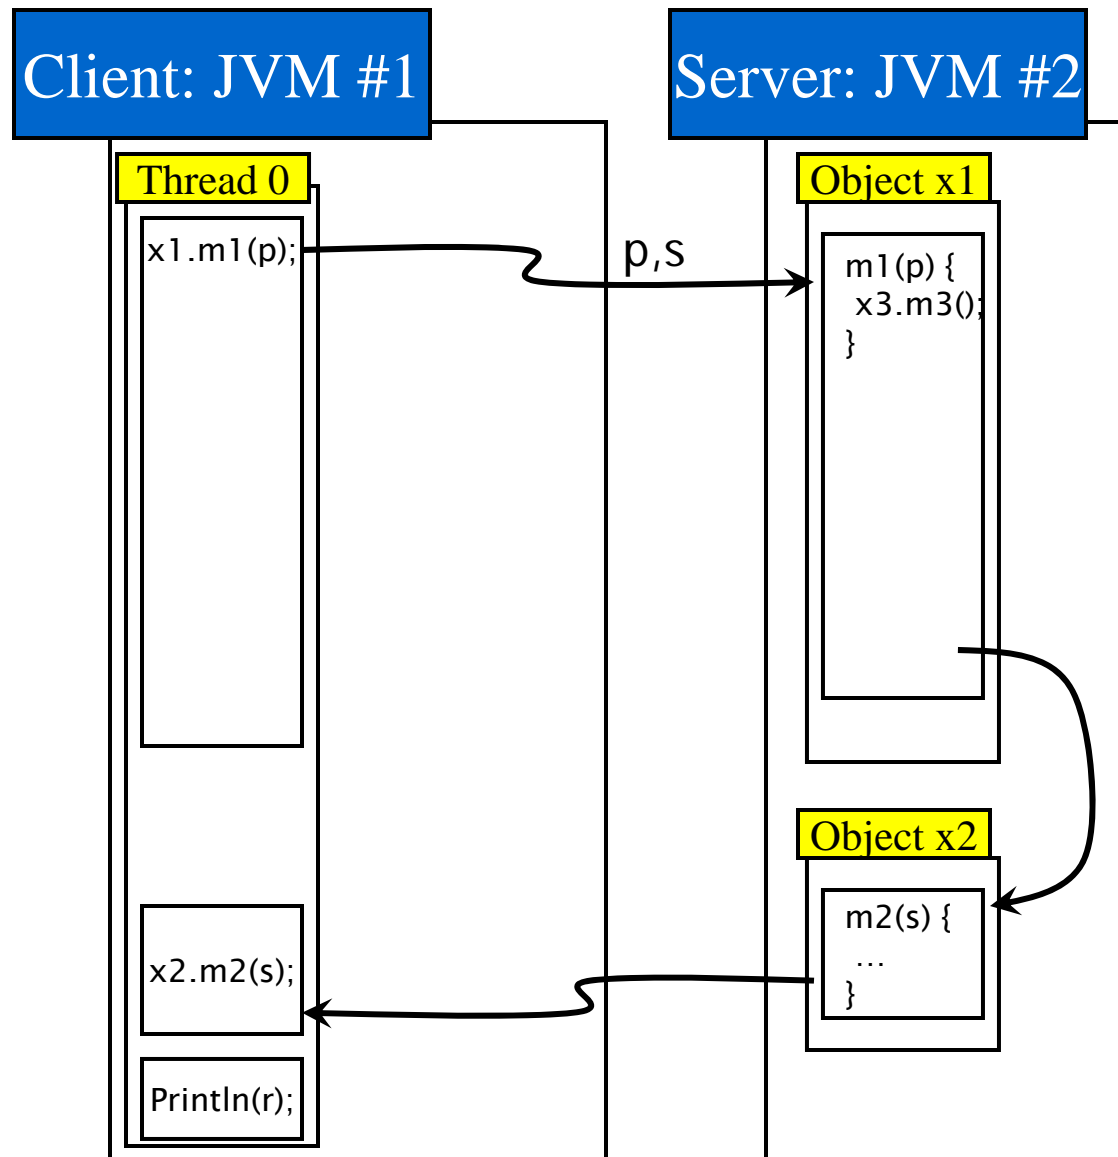 Client: JVM #1
Server: JVM #2
Thread 0
Object x1
x1.m1(p);
p,s
m1(p) {
x3.m3();
}
Object x2
m2(s) {
...
}
x2.m2(s);
Println(r);